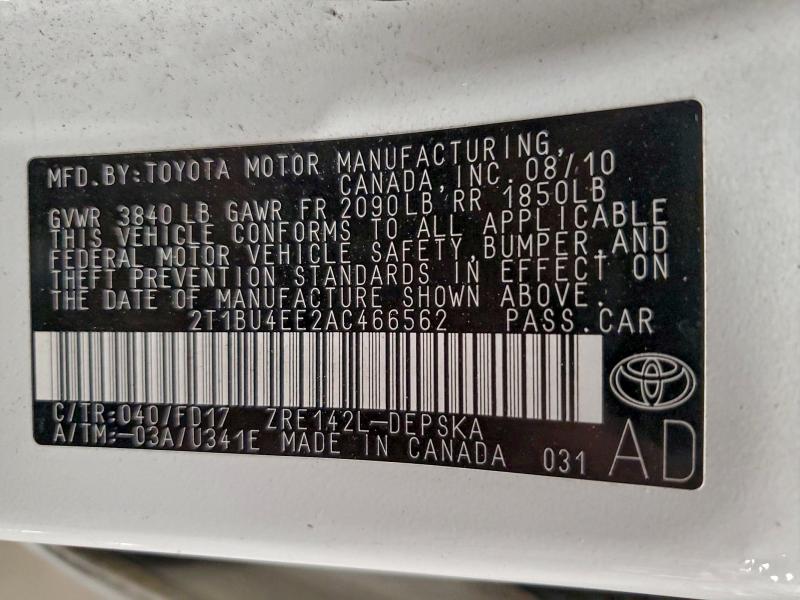 MFD.BY:TOYOTA MOTOR MANUFACTURING,
CANADA,INC. 08/10
GVWR 3840 LB GAWR FR 2090LB RR 1850LB
THIS VEHICLE CONFORMS TO ALL APPLICABLE
FEDERAL MOTOR VEHICLE SAFETY,BUMPER,AND
THEFT PREVENTION STANDARDS IN EFFECT ON
THE DATE OF MANUFACTURE SHOWN ABOVE.
2T1BU4EE2AC466562 PASS.CAR
C/TR:040/FD17 ZRE142L-DEPSKA
A/TM:-03A/U341E MADE IN CANADA 031 AD